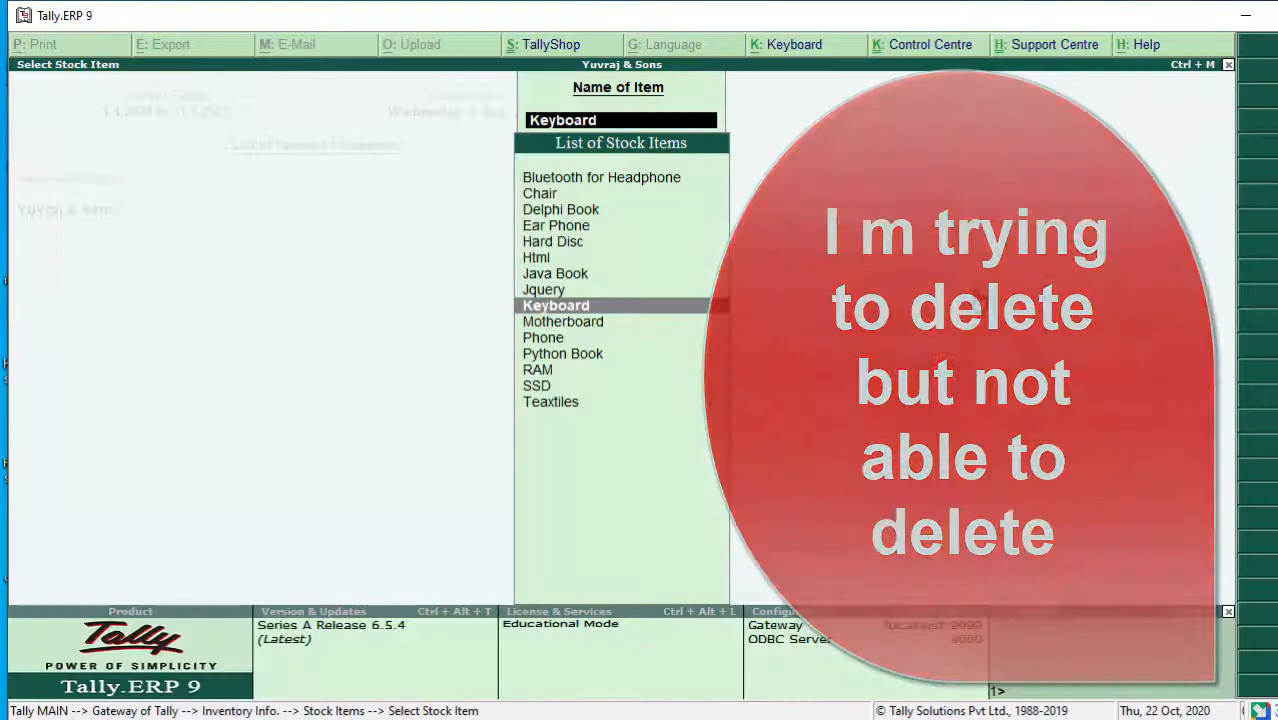 Tally.ERP 9
P: Print E: Export M: E-Mail O: Upload S: TallyShop G: Language K: Keyboard K: Control Centre H: Support Centre H: Help
Select Stock Item Yuvraj & Sons Ctrl + M
Name of Item
Keyboard
List of Stock Items
Bluetooth for Headphone
Chair
Delphi Book
Ear Phone
Hard Disc
Html
Java Book
Jquery
Keyboard
Motherboard
Phone
Python Book
RAM
SSD
Teaxtiles
I m trying
to delete
but not
able to
delete
Yuvraj & Sons
Product Version & Updates Ctrl + Alt + T License & Services Ctrl + Alt + L
Series A Release 6.5.4 Educational Mode Gateway
(Latest) ODBC Server 9000
Tally
POWER OF SIMPLICITY
Tally.ERP 9
1>
Tally MAIN --> Gateway of Tally --> Inventory Info. --> Stock Items --> Select Stock Item © Tally Solutions Pvt Ltd., 1988-2019 Thu, 22 Oct, 2020